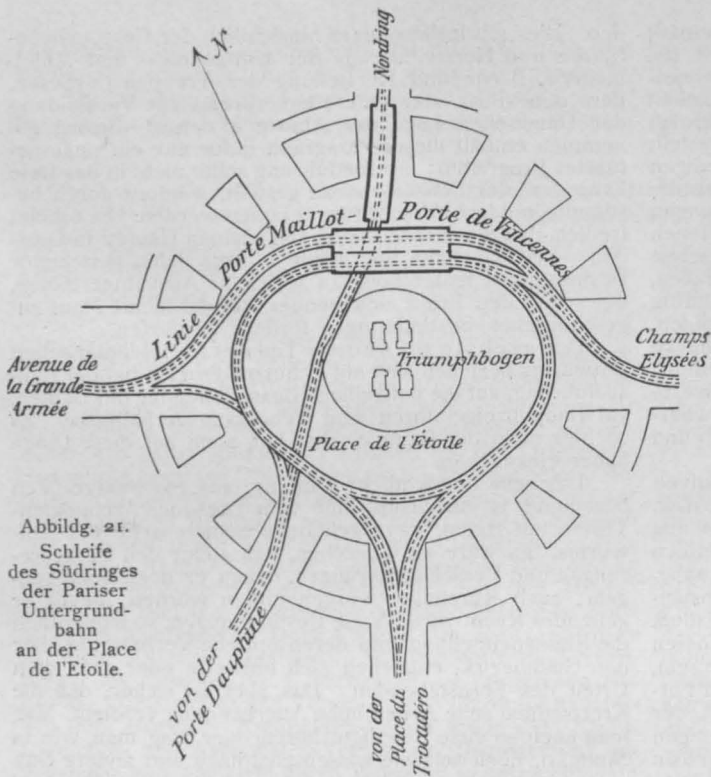 N.
Nordring
Linie Porte Maillot - Porte de Vincennes
Avenue de
la Grande
Armée
Triumphbogen
Champs
Elysées
Place de l'Étoile
Abbildg. 21.
Schleife
des Südringes
der Pariser
Untergrund-
bahn
an der Place
de l'Etoile.
von der
Porte Dauphine
von der
Place du
Trocadéro